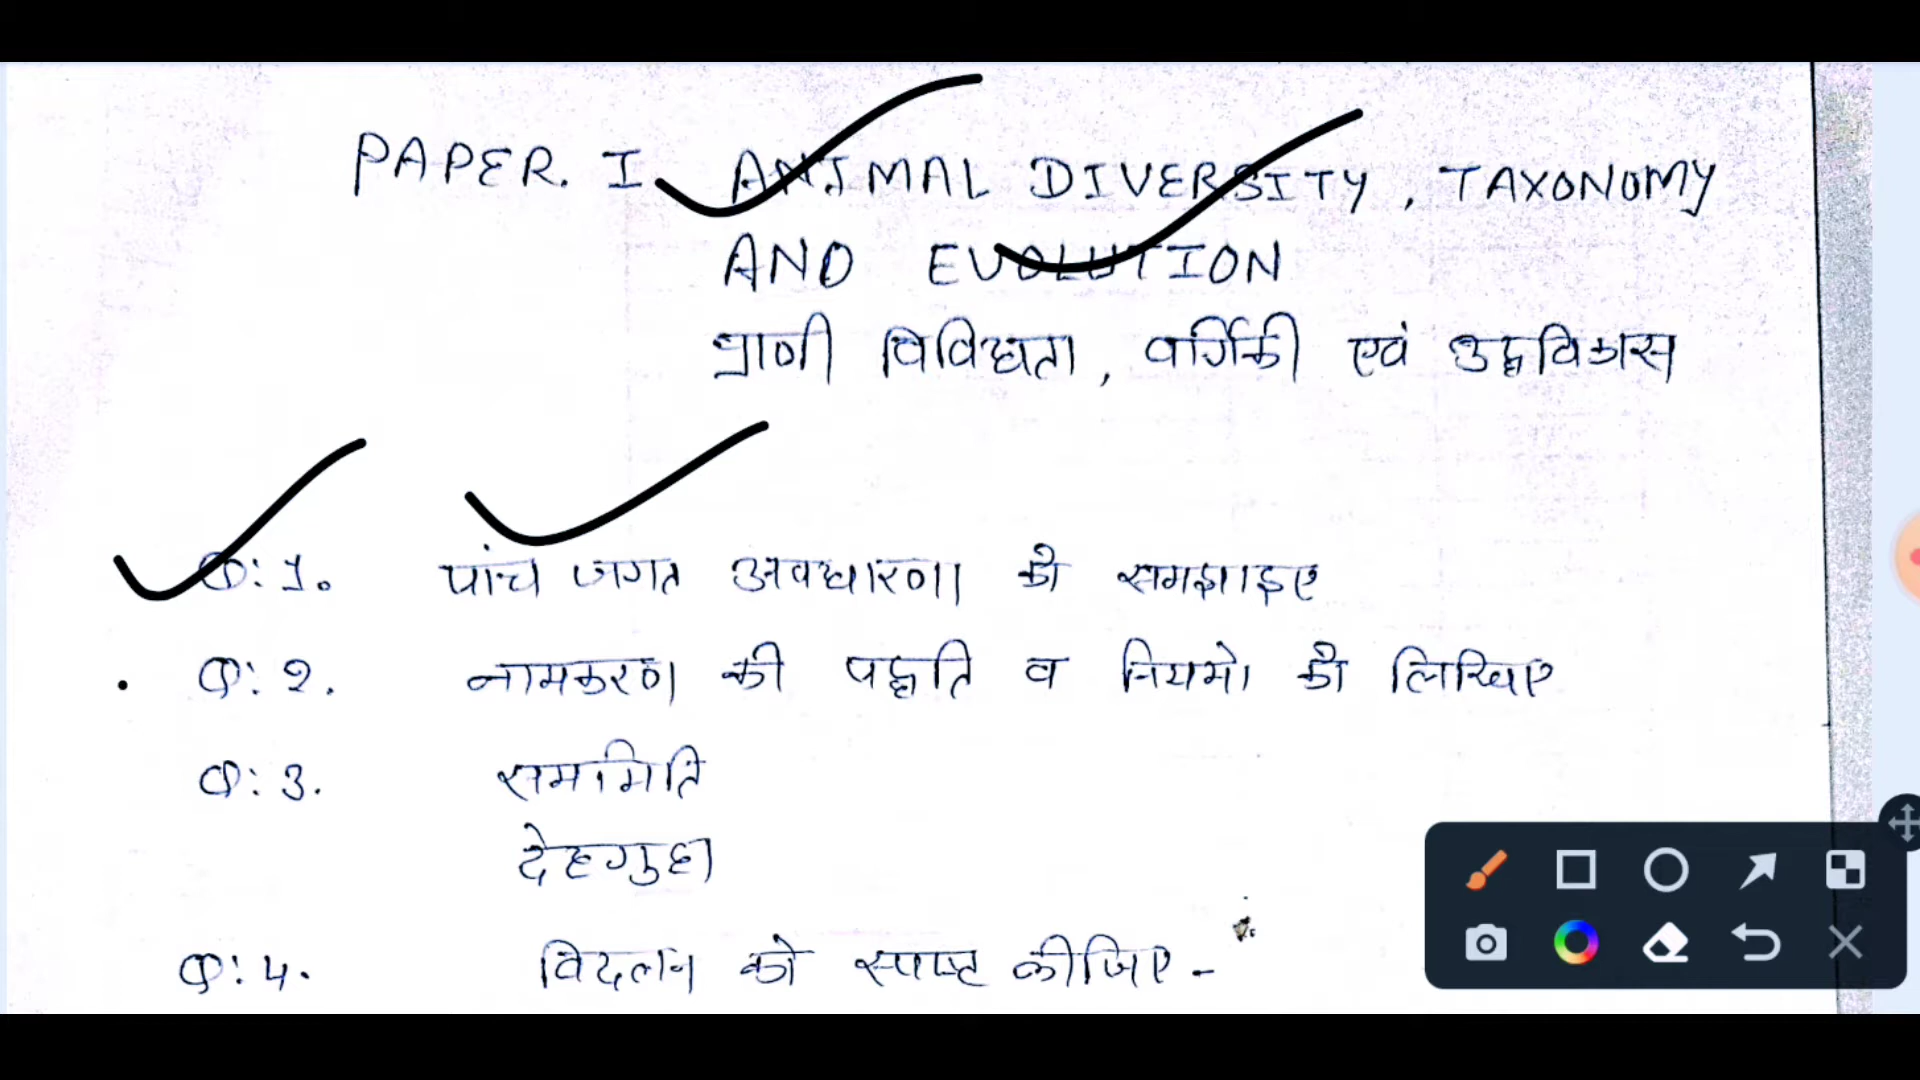 PAPER. I. ANIMAL DIVERSITY, TAXONOMY
AND EVOLUTION
प्राणी विविधता, वर्गिकी एवं उद्धविकास
Q:1. पांच जगत अवधारणा को समझाइए
Q:2. नामकरण की पद्धति व नियमो को लिखिए
Q:3. सममिति
देहगुहा
Q:4. विदलन को स्पष्ट कीजिए -